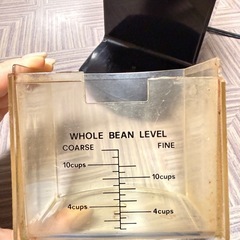 WHOLE BEAN LEVEL
COARSE FINE
10cups
10cups
4cups 4cups